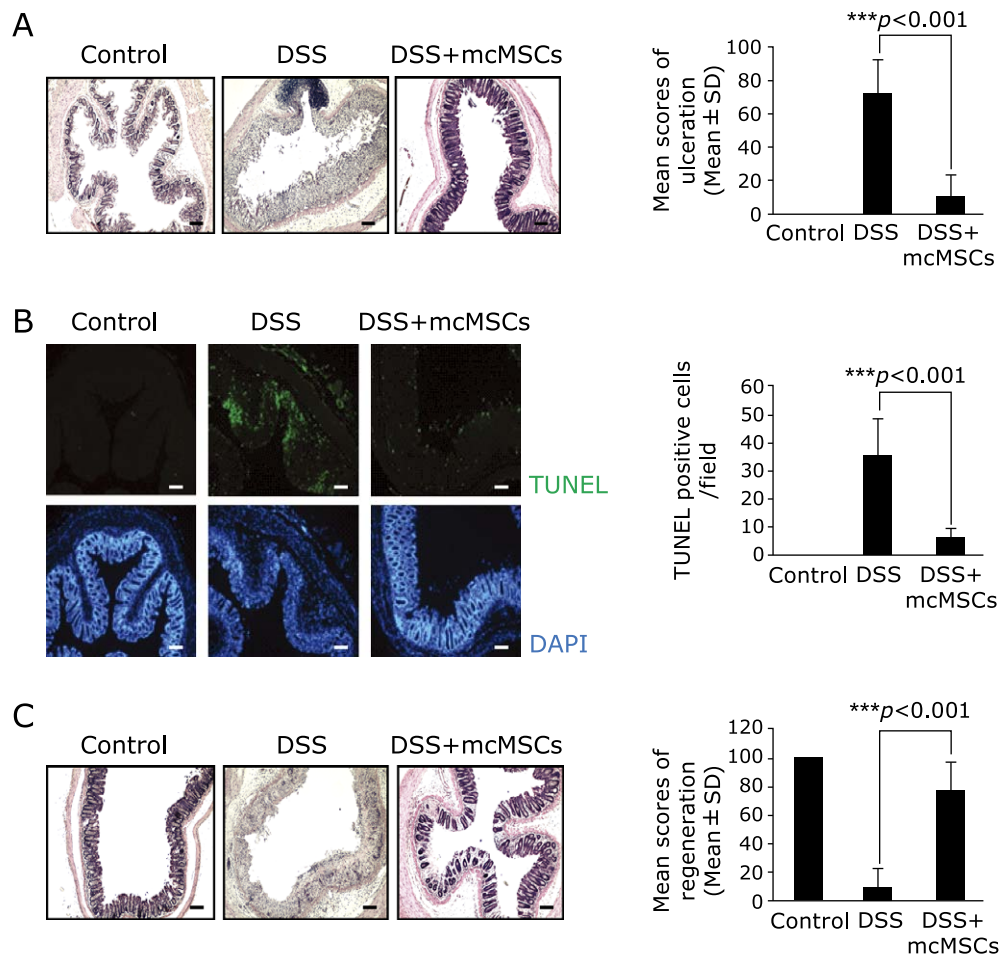 A
Control DSS DSS+mcMSCs
***p<0.001
Mean scores of
ulceration
(Mean ± SD)
100
80
60
40
20
0
Control DSS DSS+
mcMSCs
B
Control DSS DSS+mcMSCs
TUNEL
DAPI
***p<0.001
TUNEL positive cells
/field
60
50
40
30
20
10
0
Control DSS DSS+
mcMSCs
C
Control DSS DSS+mcMSCs
***p<0.001
Mean scores of
regeneration
(Mean ± SD)
120
100
80
60
40
20
0
Control DSS DSS+
mcMSCs